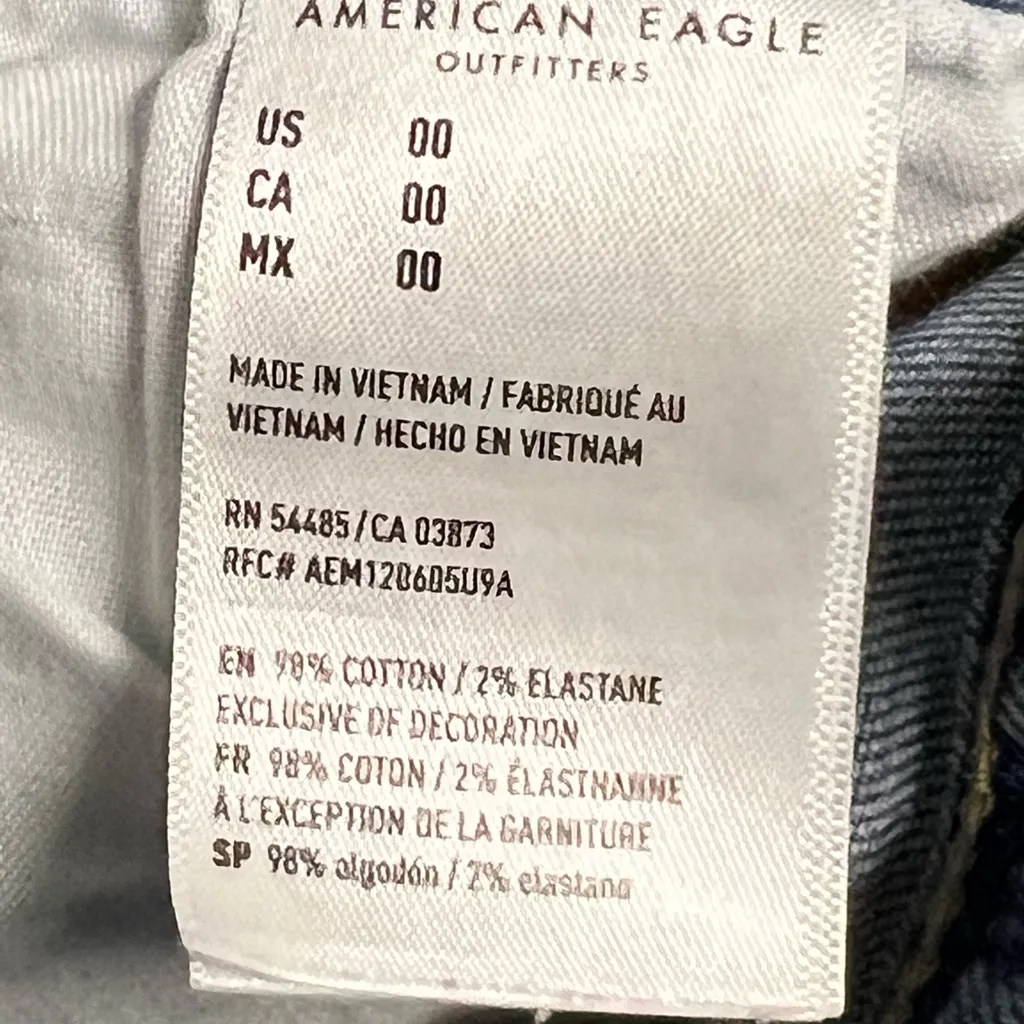 AMERICAN EAGLE
OUTFITTERS
US 00
CA 00
MX 00
MADE IN VIETNAM / FABRIQUÉ AU
VIETNAM / HECHO EN VIETNAM
RN 54485 / CA 03873
RFC# AEM120605U9A
EN 98% COTTON / 2% ELASTANE
EXCLUSIVE OF DECORATION
FR 98% COTON / 2% ÉLASTHANNE
À L'EXCEPTION DE LA GARNITURE
SP 98% algodón / 2% elastano